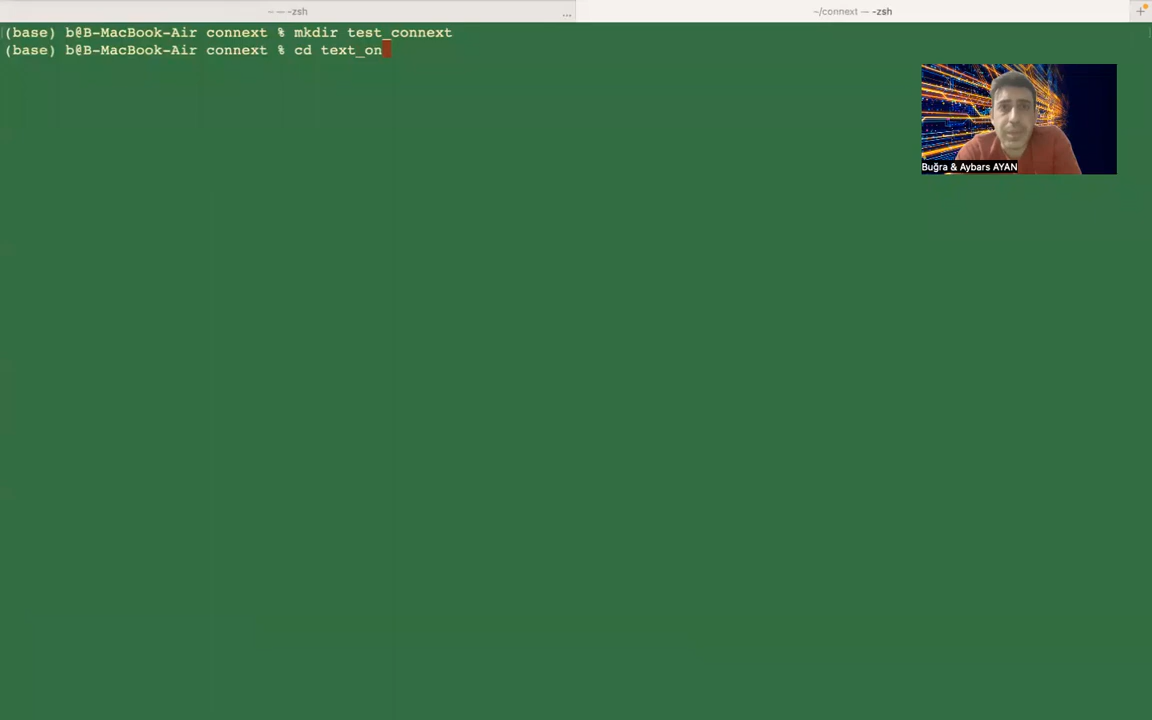 — — -zsh
...
~/connext — -zsh
+
(base) b@B-MacBook-Air connext % mkdir test_connext
(base) b@B-MacBook-Air connext % cd text_on
Buğra & Aybars AYAN